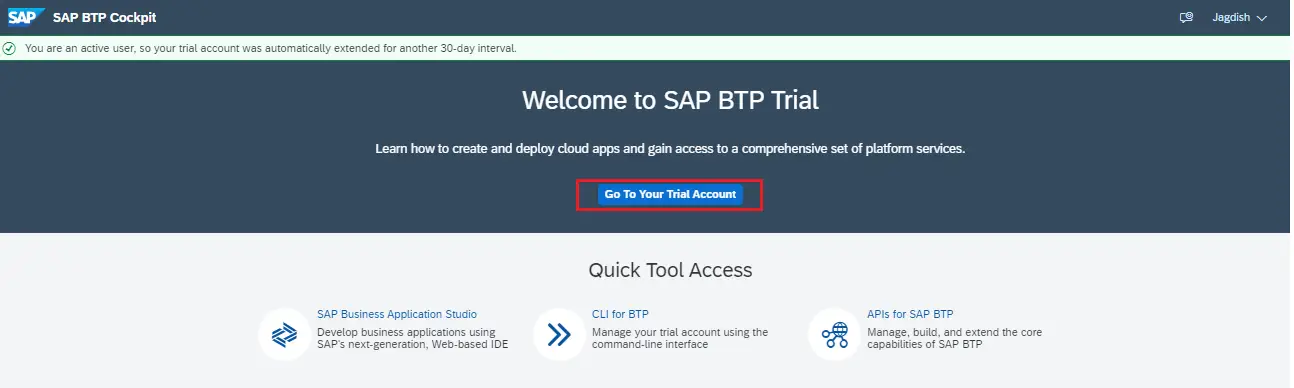 SAP SAP BTP Cockpit Jagdish
You are an active user, so your trial account was automatically extended for another 30-day interval.
Welcome to SAP BTP Trial
Learn how to create and deploy cloud apps and gain access to a comprehensive set of platform services.
Go To Your Trial Account
Quick Tool Access
SAP Business Application Studio
Develop business applications using
SAP's next-generation, Web-based IDE
CLI for BTP
Manage your trial account using the
command-line interface
APIs for SAP BTP
Manage, build, and extend the core
capabilities of SAP BTP